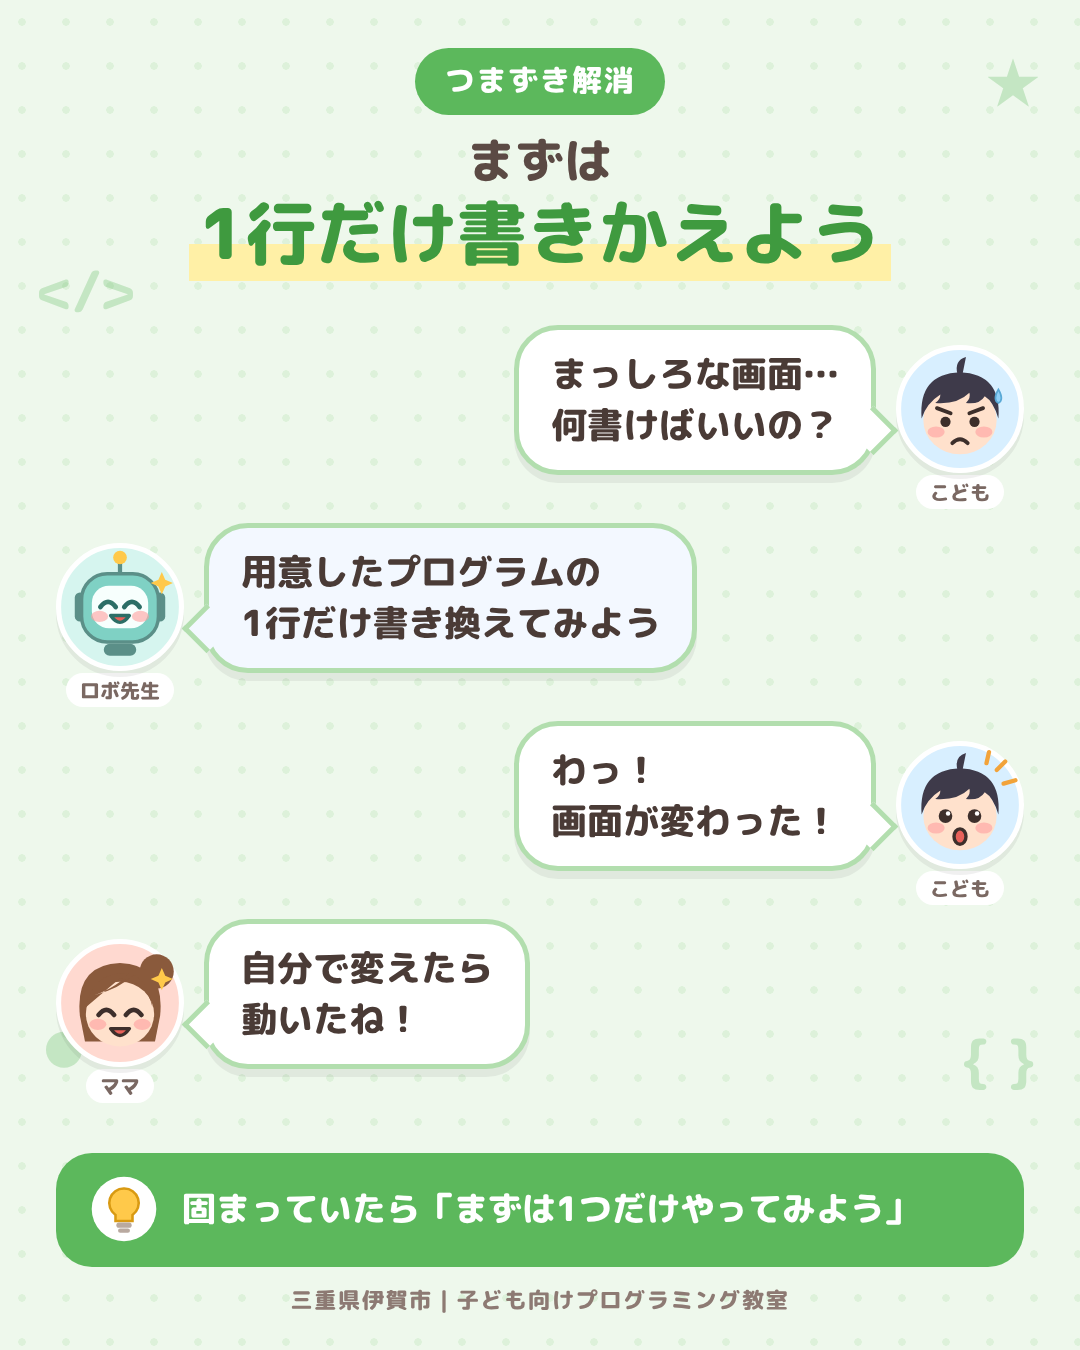 つまずき解消
まずは
1行だけ書きかえよう
</>
まっしろな画面…
何書けばいいの？
こども
用意したプログラムの
1行だけ書き換えてみよう
ロボ先生
わっ！
画面が変わった！
こども
自分で変えたら
動いたね！
ママ
{ }
固まっていたら「まずは1つだけやってみよう」
三重県伊賀市｜子ども向けプログラミング教室